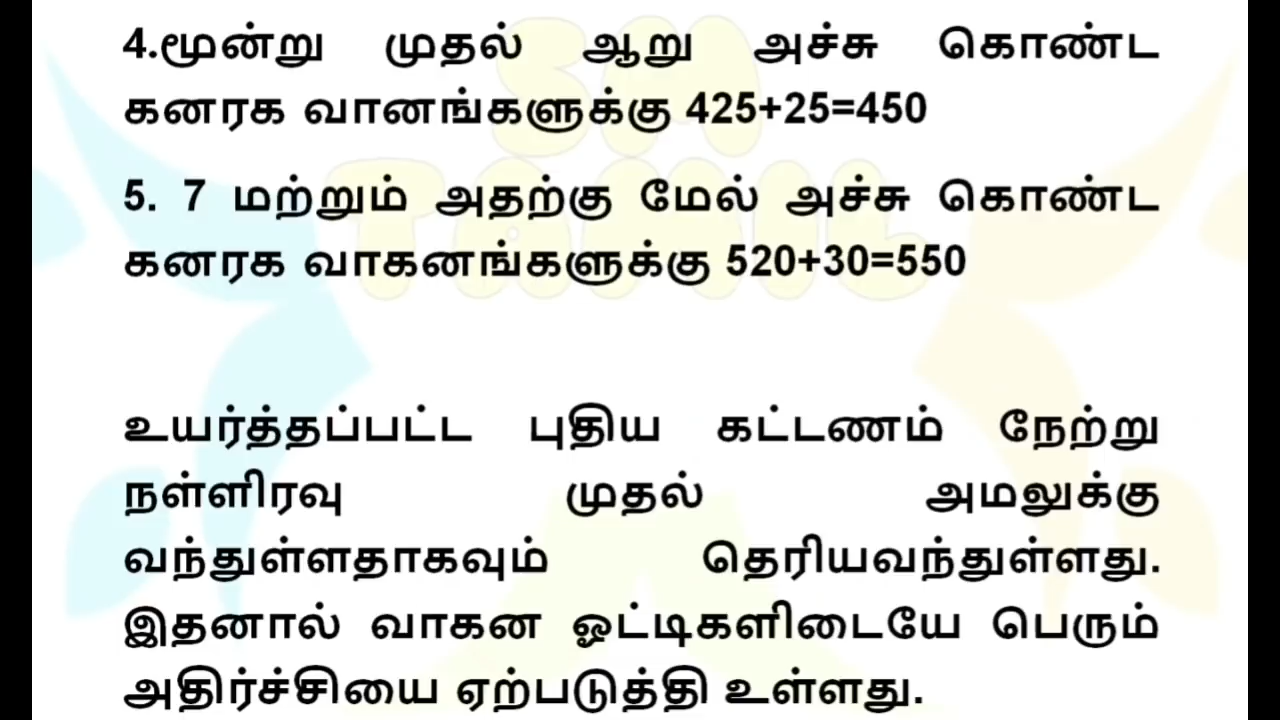 4.மூன்று முதல் ஆறு அச்சு கொண்ட
கனரக வானங்களுக்கு 425+25=450
5. 7 மற்றும் அதற்கு மேல் அச்சு கொண்ட
கனரக வாகனங்களுக்கு 520+30=550
SM
TAMIL
உயர்த்தப்பட்ட புதிய கட்டணம் நேற்று
நள்ளிரவு முதல் அமலுக்கு
வந்துள்ளதாகவும் தெரியவந்துள்ளது.
இதனால் வாகன ஓட்டிகளிடையே பெரும்
அதிர்ச்சியை ஏற்படுத்தி உள்ளது.